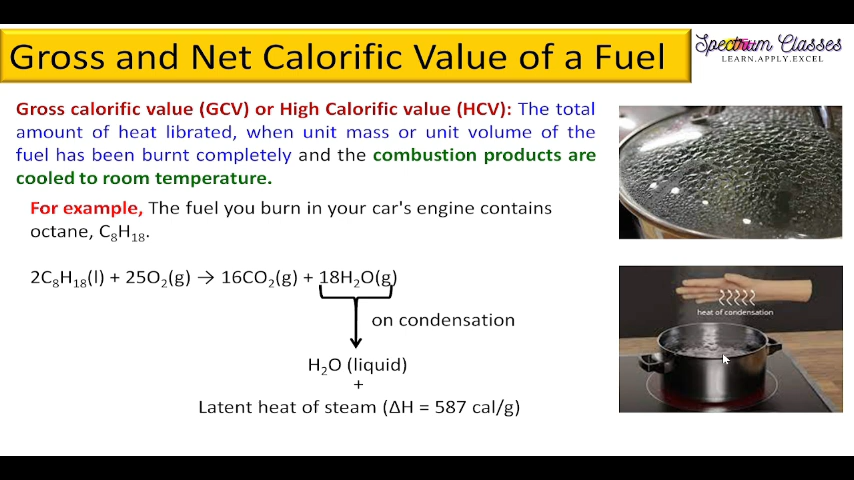 Gross and Net Calorific Value of a Fuel
Spectrum Classes
LEARN.APPLY.EXCEL
Gross calorific value (GCV) or High Calorific value (HCV): The total
amount of heat librated, when unit mass or unit volume of the
fuel has been burnt completely and the combustion products are
cooled to room temperature.
For example, The fuel you burn in your car's engine contains
octane, C₈H₁₈.
2C₈H₁₈(l) + 25O₂(g) → 16CO₂(g) + 18H₂O(g)
on condensation
H₂O (liquid)
+
Latent heat of steam (ΔH = 587 cal/g)
heat of condensation